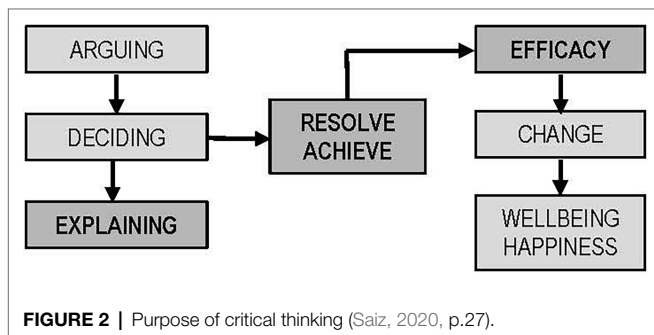 ARGUING
DECIDING
EXPLAINING
RESOLVE
ACHIEVE
EFFICACY
CHANGE
WELLBEING
HAPPINESS
FIGURE 2 | Purpose of critical thinking (Saiz, 2020, p.27).